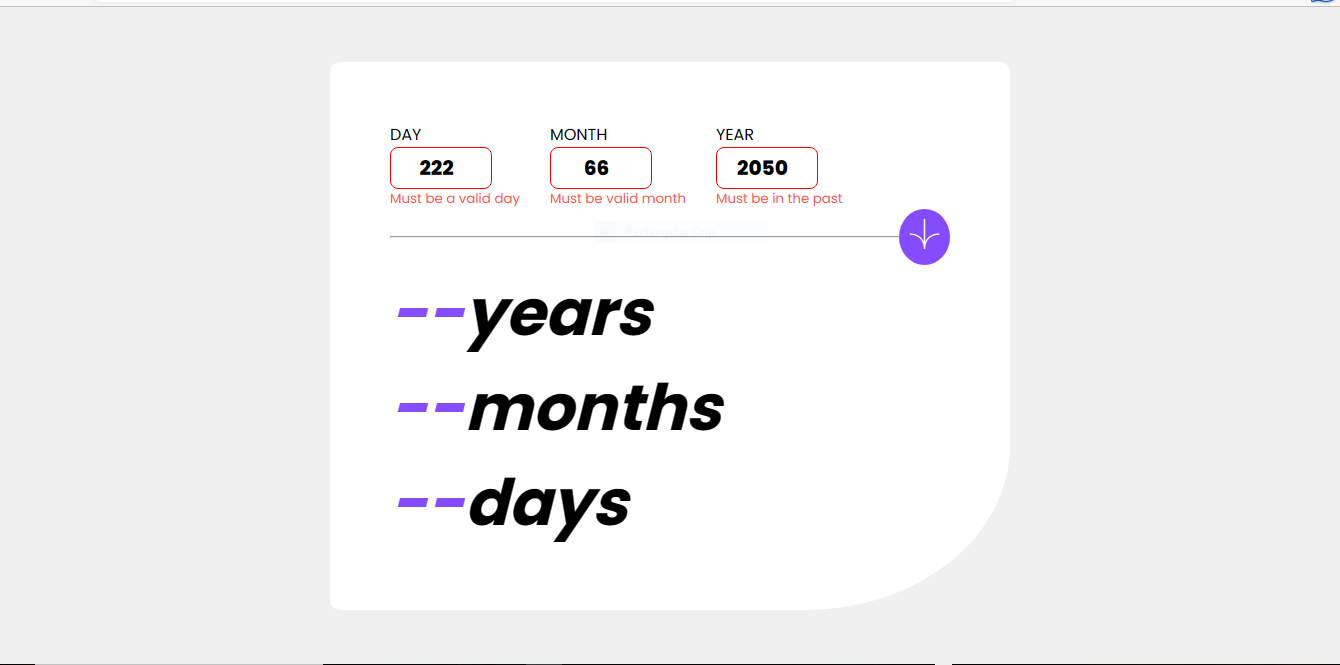 DAY MONTH YEAR
222 66 2050
Must be a valid day Must be valid month Must be in the past
--years
--months
--days